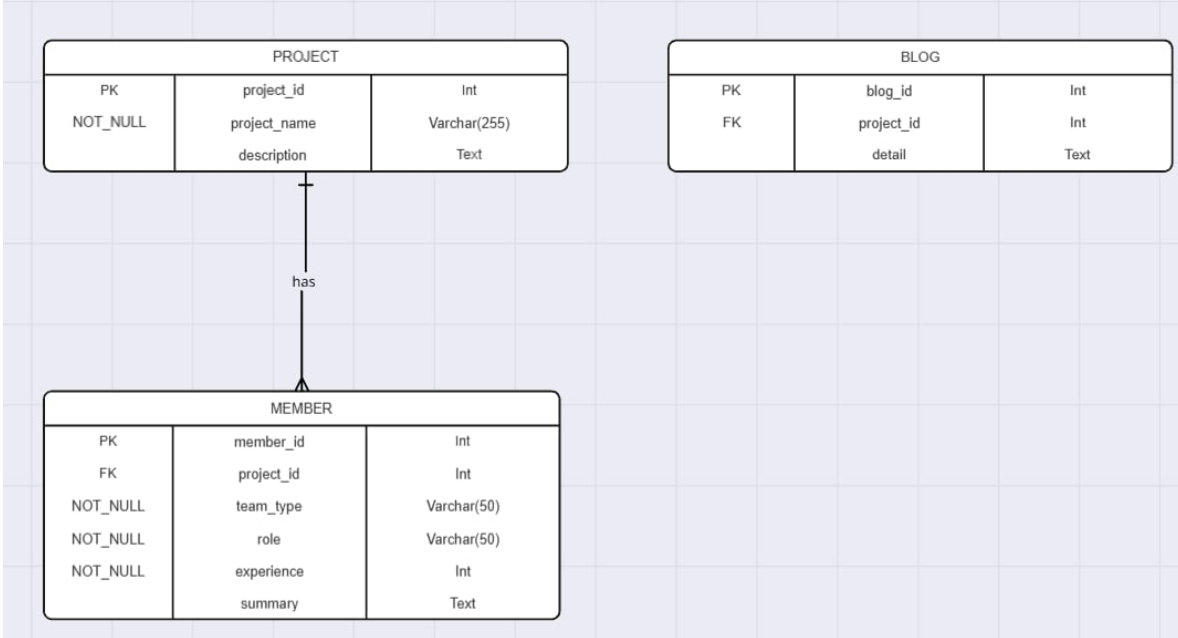 PROJECT
PK project_id Int
NOT_NULL project_name Varchar(255)
description Text
BLOG
PK blog_id Int
FK project_id Int
detail Text
has
MEMBER
PK member_id Int
FK project_id Int
NOT_NULL team_type Varchar(50)
NOT_NULL role Varchar(50)
NOT_NULL experience Int
summary Text